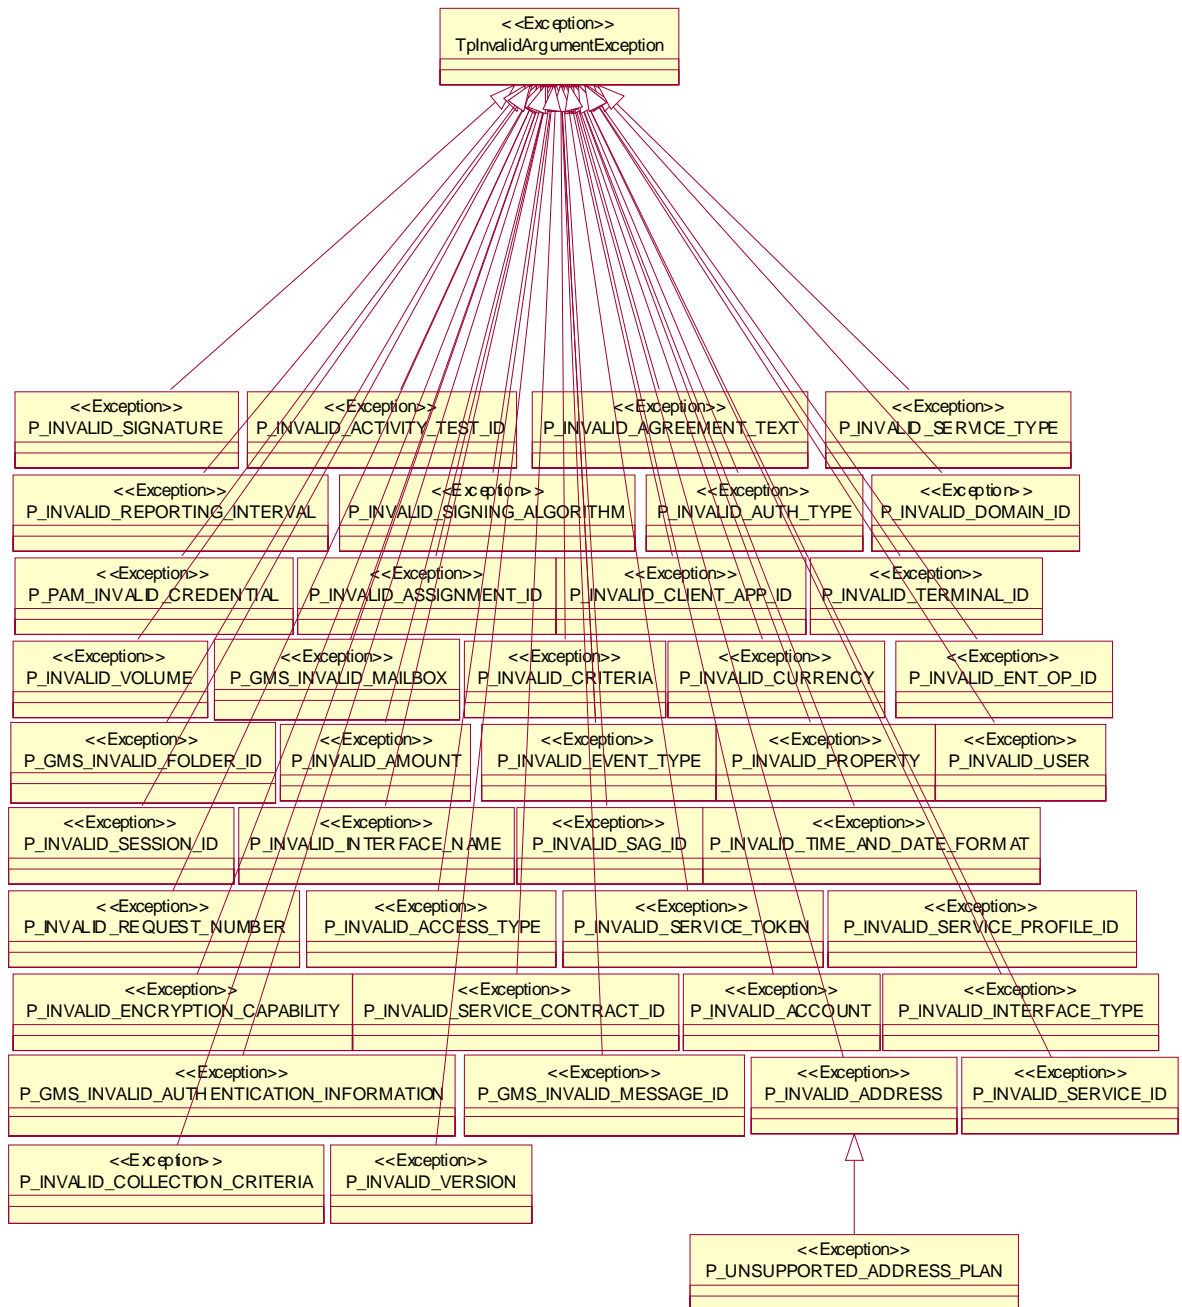 <<Exception>>
TpInvalidArgumentException
<<Exception>>
P_INVALID_SIGNATURE
<<Exception>>
P_INVALID_ACTIVITY_TEST_ID
<<Exception>>
P_INVALID_AGREEMENT_TEXT
<<Exception>>
P_INVALID_SERVICE_TYPE
<<Exception>>
P_INVALID_REPORTING_INTERVAL
<<Exception>>
P_INVALID_SIGNING_ALGORITHM
<<Exception>>
P_INVALID_AUTH_TYPE
<<Exception>>
P_INVALID_DOMAIN_ID
<<Exception>>
P_PAM_INVALID_CREDENTIAL
<<Exception>>
P_INVALID_ASSIGNMENT_ID
<<Exception>>
P_INVALID_CLIENT_APP_ID
<<Exception>>
P_INVALID_TERMINAL_ID
<<Exception>>
P_INVALID_VOLUME
<<Exception>>
P_GMS_INVALID_MAILBOX
<<Exception>>
P_INVALID_CRITERIA
<<Exception>>
P_INVALID_CURRENCY
<<Exception>>
P_INVALID_ENT_OP_ID
<<Exception>>
P_GMS_INVALID_FOLDER_ID
<<Exception>>
P_INVALID_AMOUNT
<<Exception>>
P_INVALID_EVENT_TYPE
<<Exception>>
P_INVALID_PROPERTY
<<Exception>>
P_INVALID_USER
<<Exception>>
P_INVALID_SESSION_ID
<<Exception>>
P_INVALID_INTERFACE_NAME
<<Exception>>
P_INVALID_SAG_ID
<<Exception>>
P_INVALID_TIME_AND_DATE_FORMAT
<<Exception>>
P_INVALID_REQUEST_NUMBER
<<Exception>>
P_INVALID_ACCESS_TYPE
<<Exception>>
P_INVALID_SERVICE_TOKEN
<<Exception>>
P_INVALID_SERVICE_PROFILE_ID
<<Exception>>
P_INVALID_ENCRYPTION_CAPABILITY
<<Exception>>
P_INVALID_SERVICE_CONTRACT_ID
<<Exception>>
P_INVALID_ACCOUNT
<<Exception>>
P_INVALID_INTERFACE_TYPE
<<Exception>>
P_GMS_INVALID_AUTHENTICATION_INFORMATION
<<Exception>>
P_GMS_INVALID_MESSAGE_ID
<<Exception>>
P_INVALID_ADDRESS
<<Exception>>
P_INVALID_SERVICE_ID
<<Exception>>
P_INVALID_COLLECTION_CRITERIA
<<Exception>>
P_INVALID_VERSION
<<Exception>>
P_UNSUPPORTED_ADDRESS_PLAN